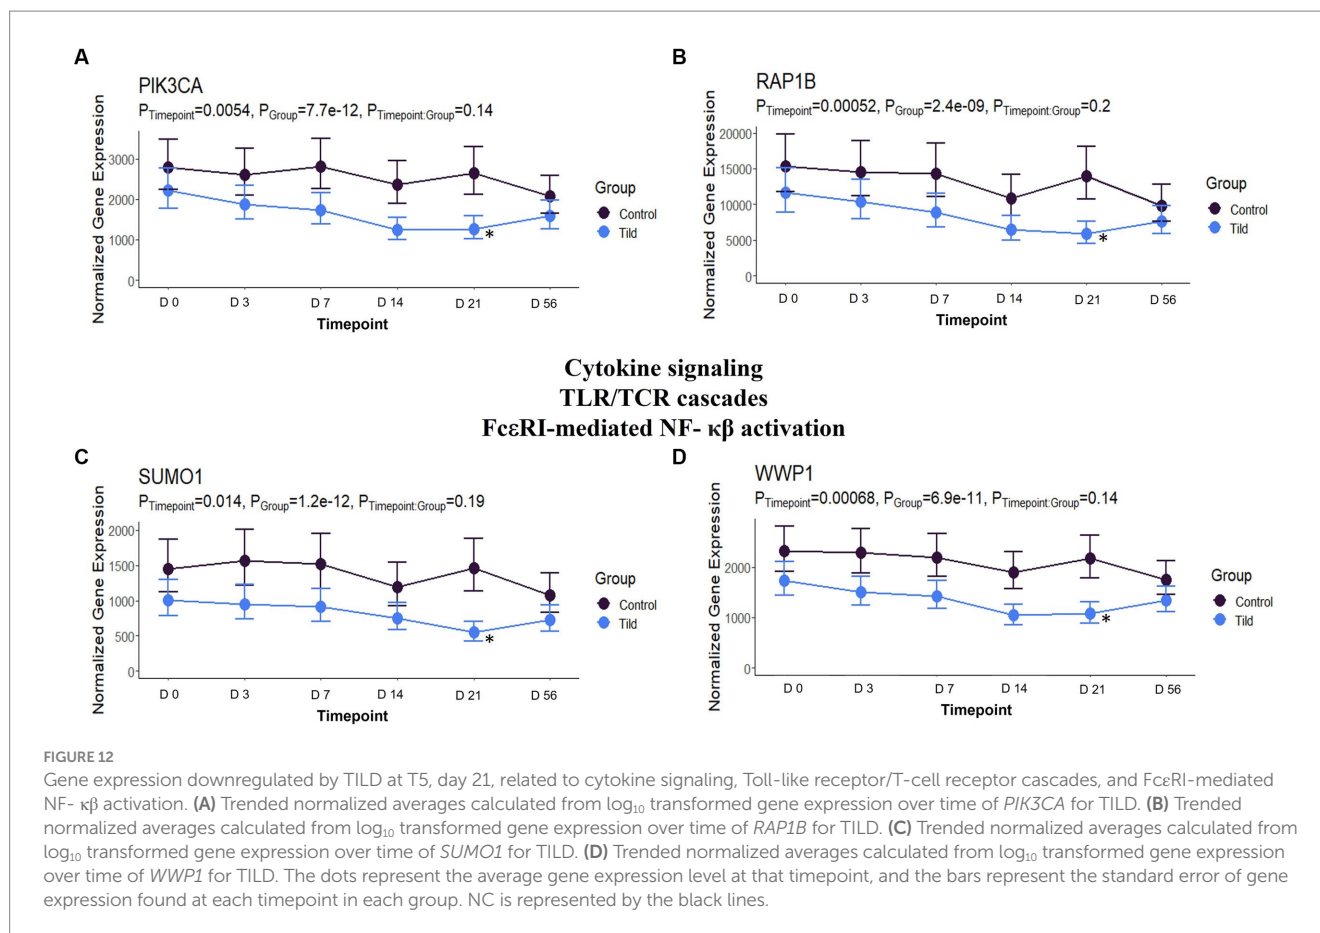 A
PIK3CA
P_Timepoint=0.0054, P_Group=7.7e-12, P_Timepoint:Group=0.14
Normalized Gene Expression
3000
2000
1000
0
D 0 D 3 D 7 D 14 D 21 D 56
Timepoint
*
Group
Control
Tild
B
RAP1B
P_Timepoint=0.00052, P_Group=2.4e-09, P_Timepoint:Group=0.2
Normalized Gene Expression
20000
15000
10000
5000
0
D 0 D 3 D 7 D 14 D 21 D 56
Timepoint
*
Group
Control
Tild
Cytokine signaling
TLR/TCR cascades
FcεRI-mediated NF- κβ activation
C
SUMO1
P_Timepoint=0.014, P_Group=1.2e-12, P_Timepoint:Group=0.19
Normalized Gene Expression
2000
1500
1000
500
0
D 0 D 3 D 7 D 14 D 21 D 56
Timepoint
*
Group
Control
Tild
D
WWP1
P_Timepoint=0.00068, P_Group=6.9e-11, P_Timepoint:Group=0.14
Normalized Gene Expression
2000
1000
0
D 0 D 3 D 7 D 14 D 21 D 56
Timepoint
*
Group
Control
Tild
FIGURE 12
Gene expression downregulated by TILD at T5, day 21, related to cytokine signaling, Toll-like receptor/T-cell receptor cascades, and FcεRI-mediated
NF- κβ activation. (A) Trended normalized averages calculated from log₁₀ transformed gene expression over time of PIK3CA for TILD. (B) Trended
normalized averages calculated from log₁₀ transformed gene expression over time of RAP1B for TILD. (C) Trended normalized averages calculated from
log₁₀ transformed gene expression over time of SUMO1 for TILD. (D) Trended normalized averages calculated from log₁₀ transformed gene expression
over time of WWP1 for TILD. The dots represent the average gene expression level at that timepoint, and the bars represent the standard error of gene
expression found at each timepoint in each group. NC is represented by the black lines.